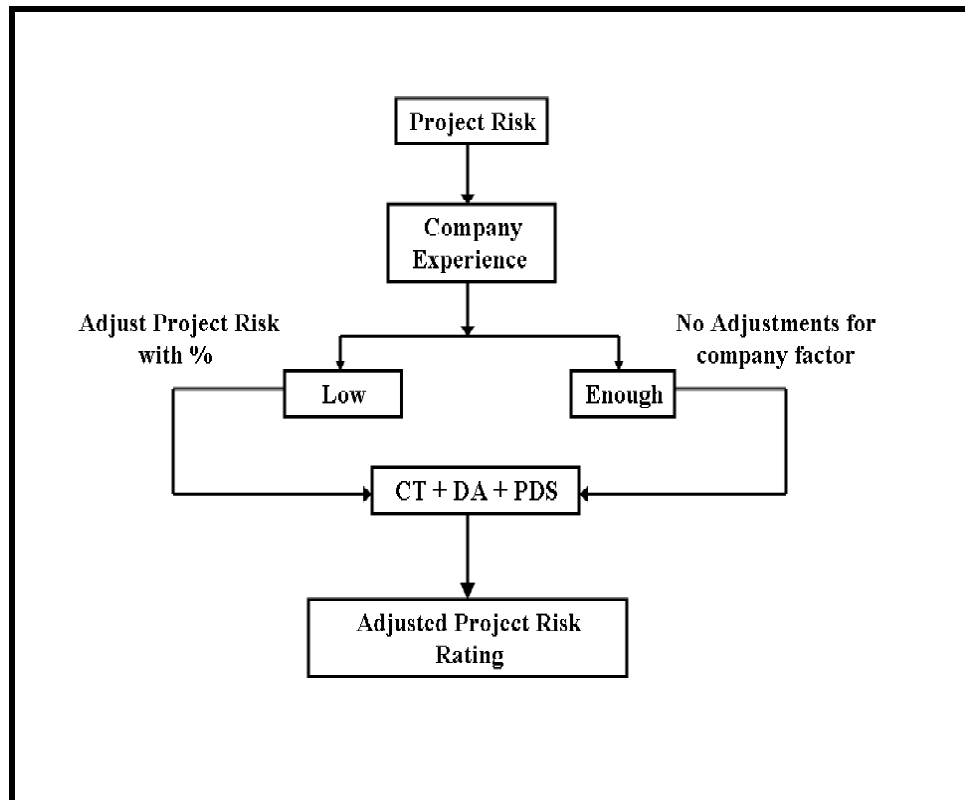 Project Risk
Company
Experience
Adjust Project Risk
with %
No Adjustments for
company factor
Low
Enough
CT + DA + PDS
Adjusted Project Risk
Rating